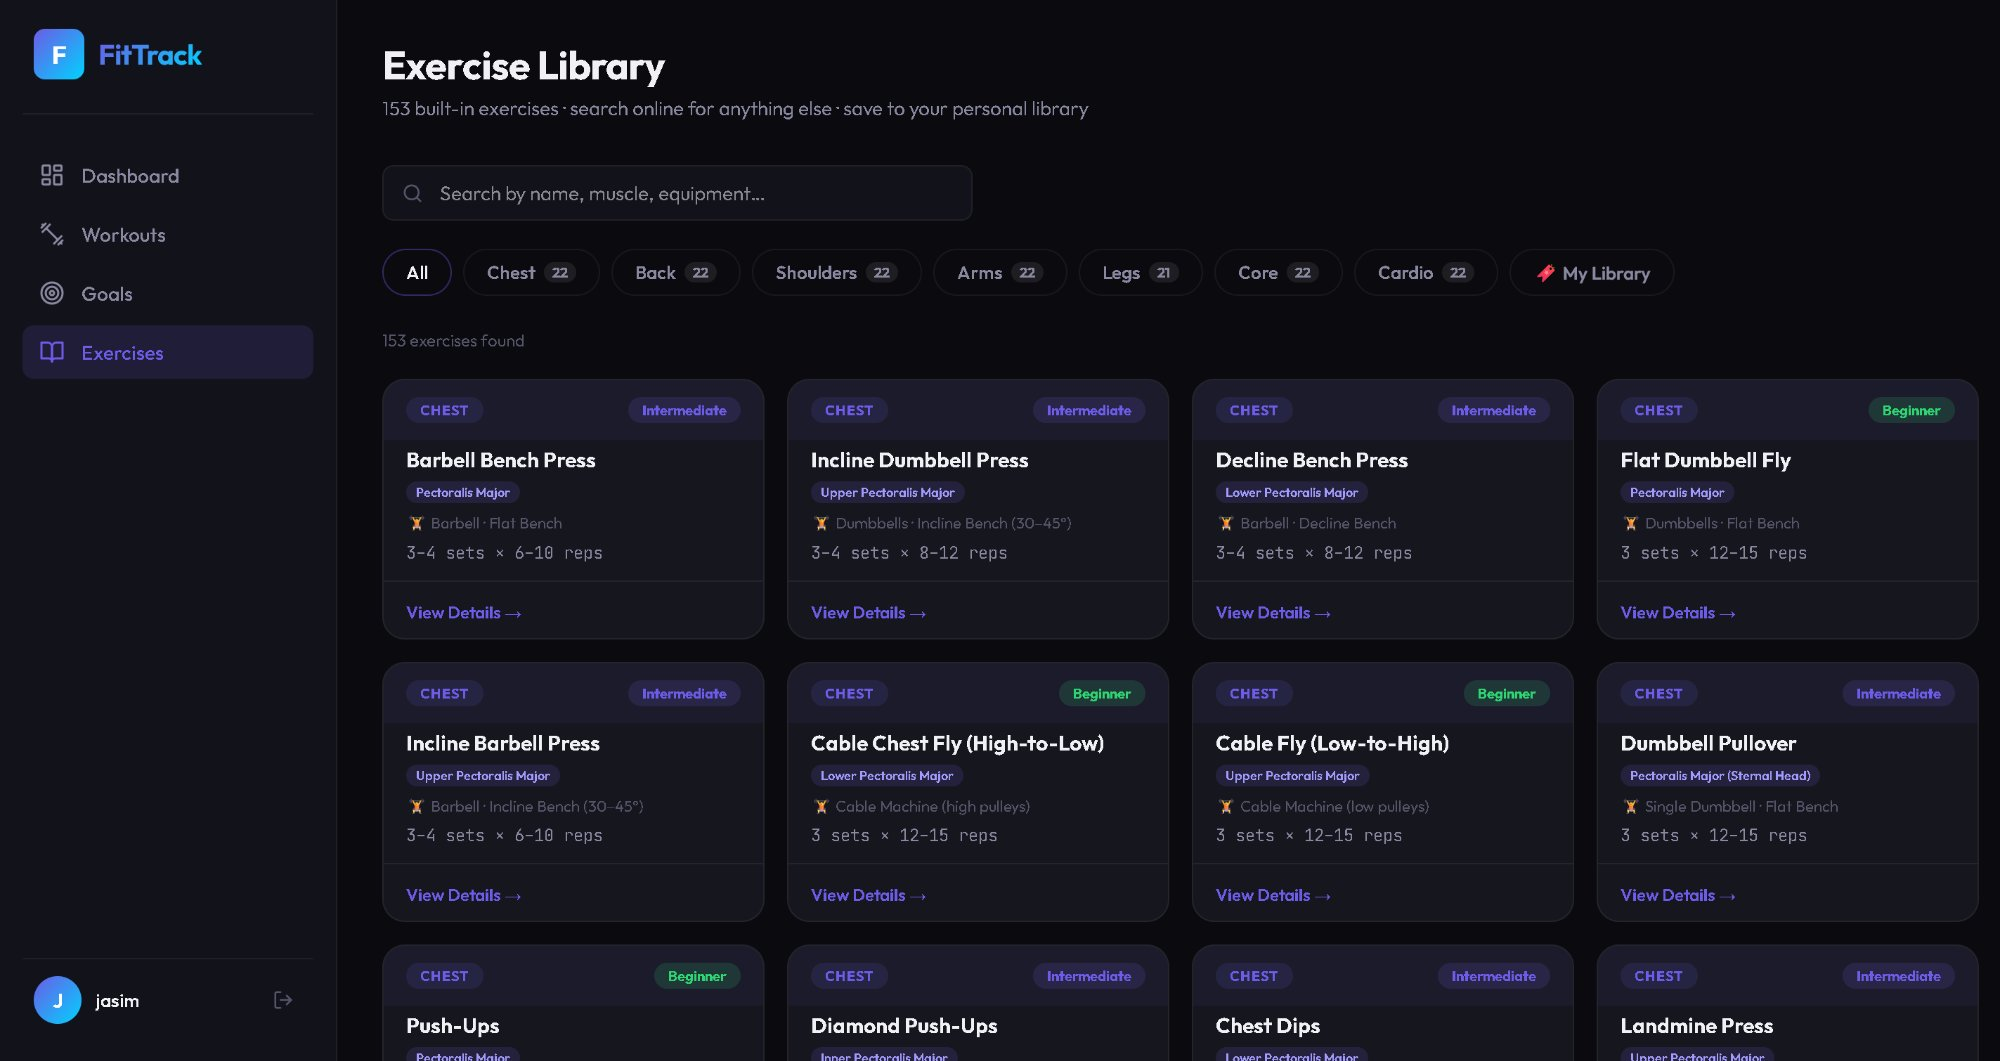 F FitTrack
Dashboard
Workouts
Goals
Exercises
J jasim
Exercise Library
153 built-in exercises · search online for anything else · save to your personal library
Search by name, muscle, equipment...
All Chest 22 Back 22 Shoulders 22 Arms 22 Legs 21 Core 22 Cardio 22 My Library
153 exercises found
CHEST Intermediate
Barbell Bench Press
Pectoralis Major
Barbell · Flat Bench
3–4 sets × 6–10 reps
View Details →
CHEST Intermediate
Incline Dumbbell Press
Upper Pectoralis Major
Dumbbells · Incline Bench (30–45°)
3–4 sets × 8–12 reps
View Details →
CHEST Intermediate
Decline Bench Press
Lower Pectoralis Major
Barbell · Decline Bench
3–4 sets × 8–12 reps
View Details →
CHEST Beginner
Flat Dumbbell Fly
Pectoralis Major
Dumbbells · Flat Bench
3 sets × 12–15 reps
View Details →
CHEST Intermediate
Incline Barbell Press
Upper Pectoralis Major
Barbell · Incline Bench (30–45°)
3–4 sets × 6–10 reps
View Details →
CHEST Beginner
Cable Chest Fly (High-to-Low)
Lower Pectoralis Major
Cable Machine (high pulleys)
3 sets × 12–15 reps
View Details →
CHEST Beginner
Cable Fly (Low-to-High)
Upper Pectoralis Major
Cable Machine (low pulleys)
3 sets × 12–15 reps
View Details →
CHEST Intermediate
Dumbbell Pullover
Pectoralis Major (Sternal Head)
Single Dumbbell · Flat Bench
3 sets × 12–15 reps
View Details →
CHEST Beginner
Push-Ups
Pectoralis Major
CHEST Intermediate
Diamond Push-Ups
Inner Pectoralis Major
CHEST Intermediate
Chest Dips
Lower Pectoralis Major
CHEST Intermediate
Landmine Press
Upper Pectoralis Major